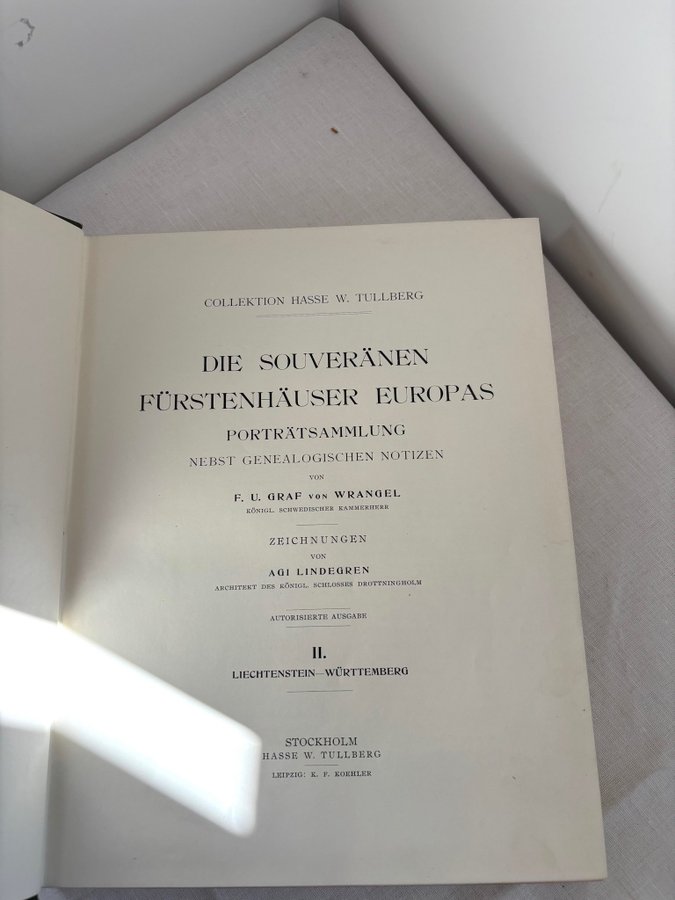 COLLEKTION HASSE W. TULLBERG
DIE SOUVERÄNEN
FÜRSTENHÄUSER EUROPAS
PORTRÄTSAMMLUNG
NEBST GENEALOGISCHEN NOTIZEN
VON
F. U. GRAF VON WRANGEL
KÖNIGL. SCHWEDISCHER KAMMERHERR
ZEICHNUNGEN
VON
AGI LINDEGREN
ARCHITEKT DES KÖNIGL. SCHLOSSES DROTTNINGHOLM
AUTORISIERTE AUSGABE
II.
LIECHTENSTEIN—WÜRTTEMBERG
STOCKHOLM
HASSE W. TULLBERG
LEIPZIG: K. F. KOEHLER